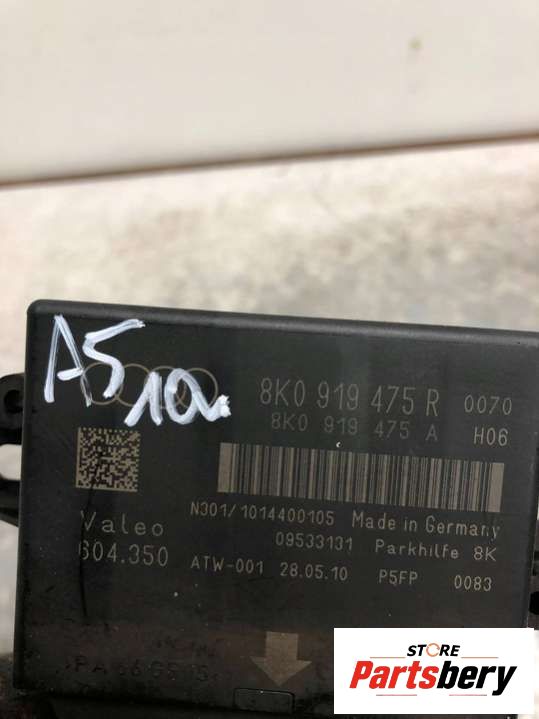 A5
10r
8K0 919 475 R 0070
8K0 919 475 A H06
N301/1014400105 Made in Germany
Valeo
09533131 Parkhilfe 8K
604.350
ATW-001 28.05.10 P5FP 0083
STORE
Partsbery